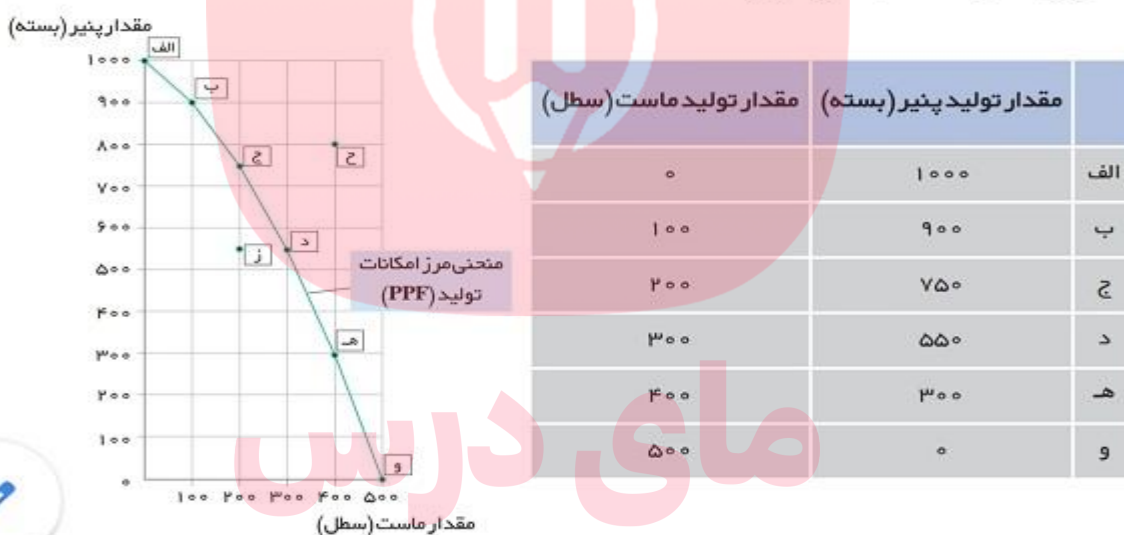 مقدار پنیر (بسته)
الف
ب
ج
ح
د
ز
هـ
و
۱۰۰۰
۹۰۰
۸۰۰
۷۰۰
۶۰۰
۵۰۰
۴۰۰
۳۰۰
۲۰۰
۱۰۰
۰
۱۰۰ ۲۰۰ ۳۰۰ ۴۰۰ ۵۰۰
مقدار ماست (سطل)
منحنی مرز امکانات
تولید (PPF)
مقدار تولید پنیر (بسته) مقدار تولید ماست (سطل)
الف ۱۰۰۰ ۰
ب ۹۰۰ ۱۰۰
ج ۷۵۰ ۲۰۰
د ۵۵۰ ۳۰۰
هـ ۳۰۰ ۴۰۰
و ۰ ۵۰۰
مای درس